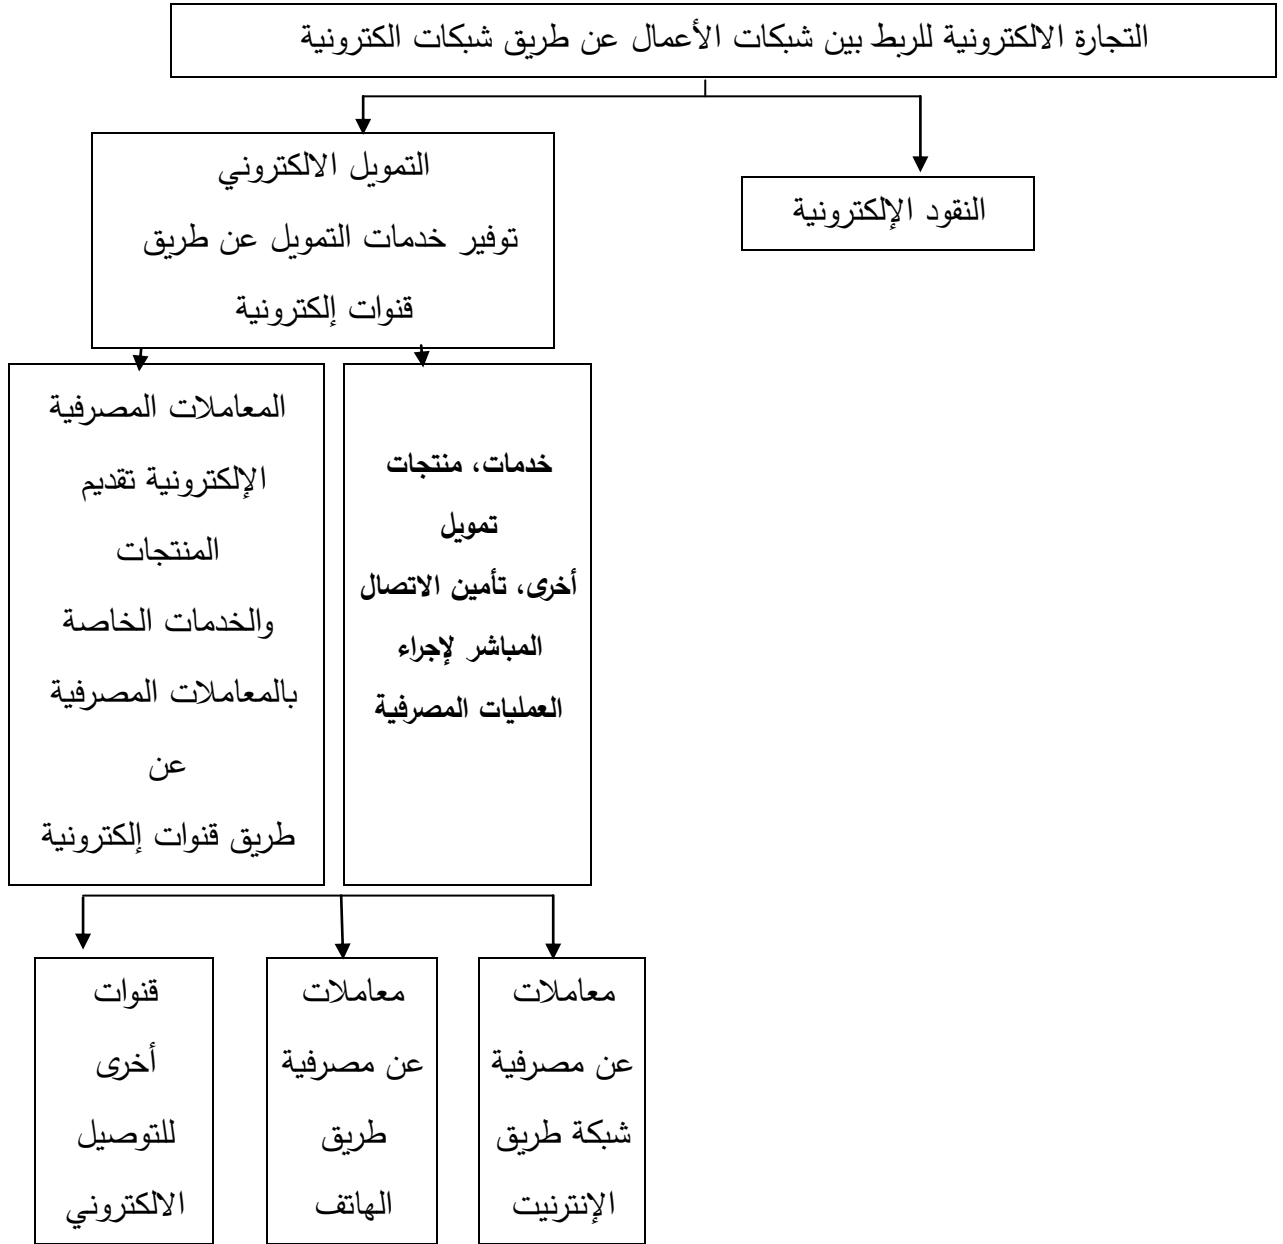 التجارة الالكترونية للربط بين شبكات الأعمال عن طريق شبكات الكترونية
النقود الإلكترونية
التمويل الالكتروني
توفير خدمات التمويل عن طريق
قنوات إلكترونية
خدمات، منتجات
تمويل
أخرى، تأمين الاتصال
المباشر لإجراء
العمليات المصرفية
المعاملات المصرفية
الإلكترونية تقديم
المنتجات
والخدمات الخاصة
بالمعاملات المصرفية
عن
طريق قنوات إلكترونية
معاملات
عن مصرفية
شبكة طريق
الإنترنيت
معاملات
عن مصرفية
طريق
الهاتف
قنوات
أخرى
للتوصيل
الالكتروني